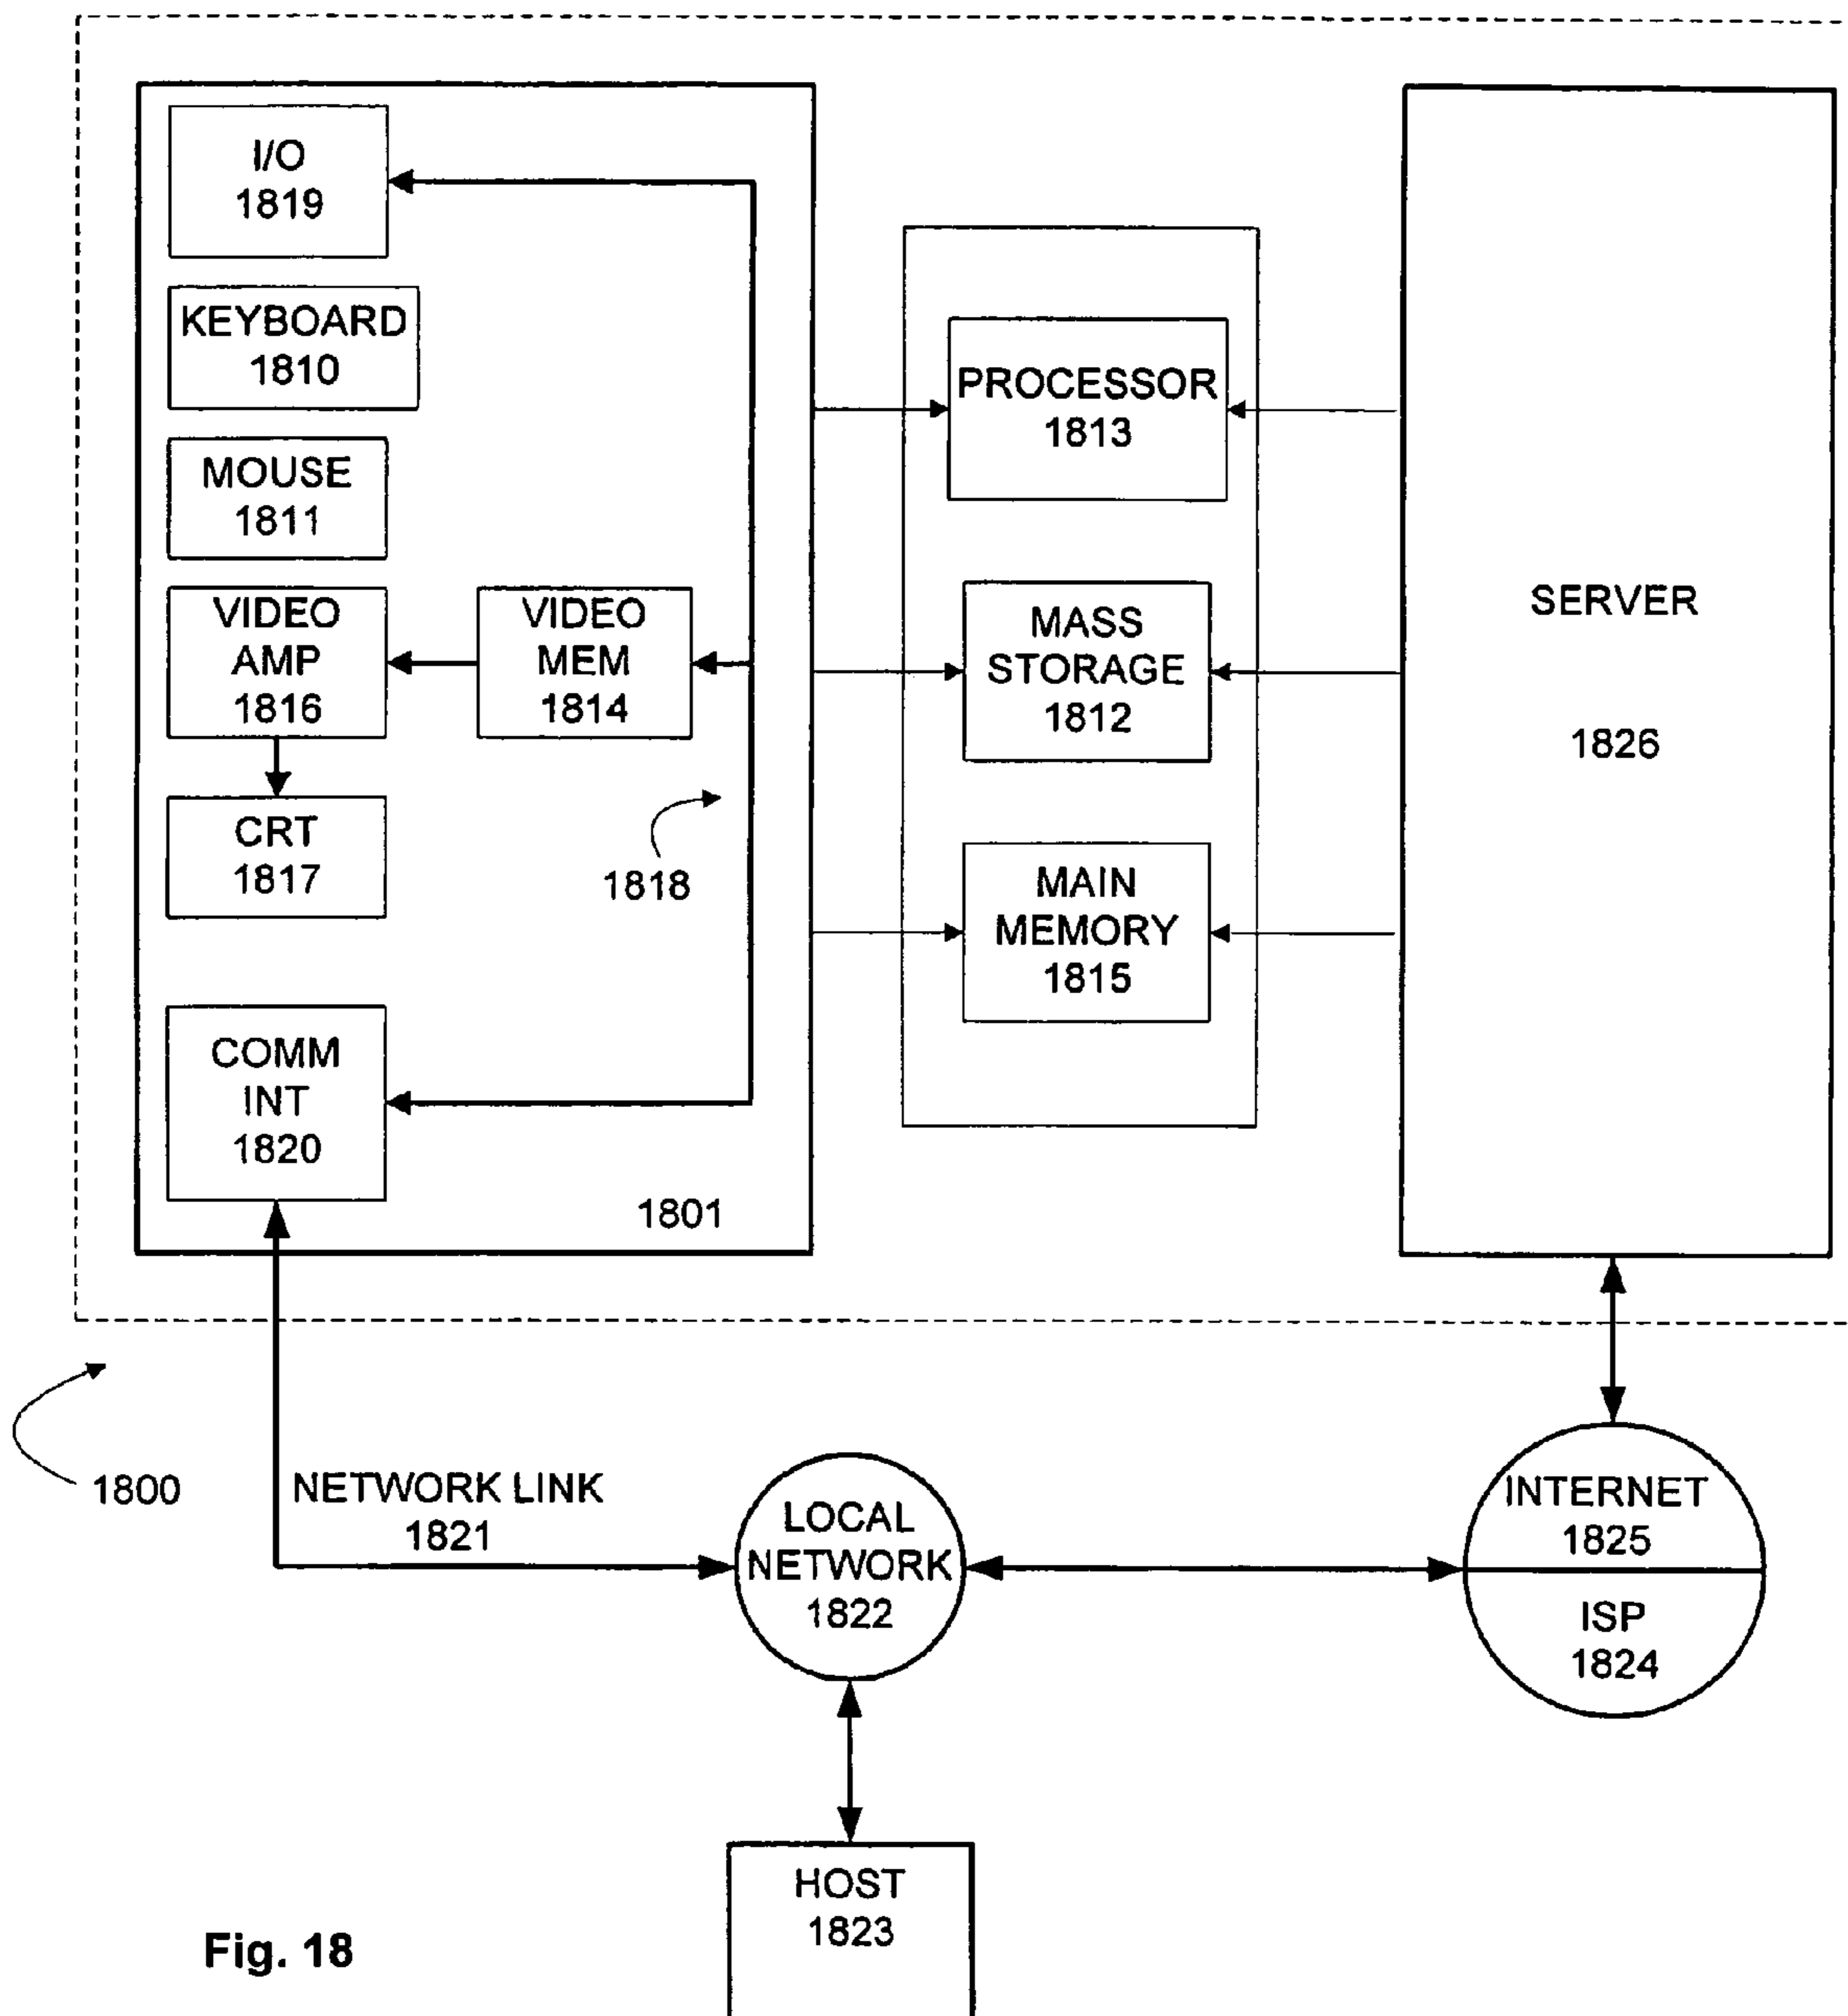 I/O
1819
KEYBOARD
1810
MOUSE
1811
VIDEO
AMP
1816
VIDEO
MEM
1814
CRT
1817
1818
COMM
INT
1820
1801
PROCESSOR
1813
MASS
STORAGE
1812
MAIN
MEMORY
1815
SERVER
1826
1800
NETWORK LINK
1821
LOCAL
NETWORK
1822
INTERNET
1825
ISP
1824
HOST
1823
Fig. 18